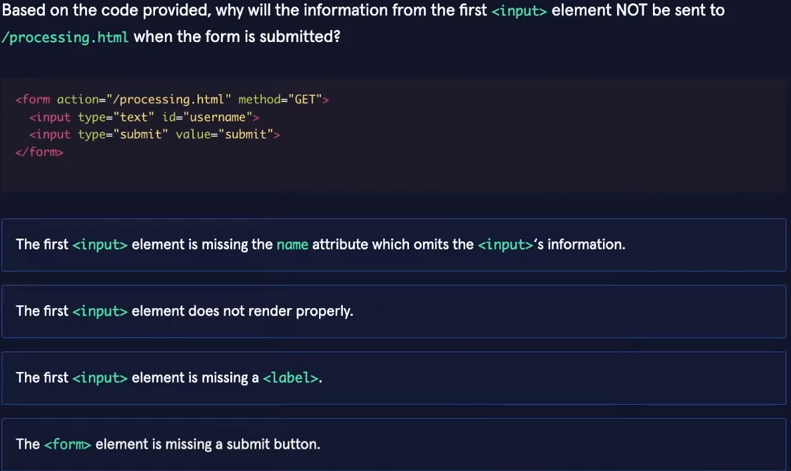 Based on the code provided, why will the information from the first <input> element NOT be sent to
/processing.html when the form is submitted?
<form action="/processing.html" method="GET">
<input type="text" id="username">
<input type="submit" value="submit">
</form>
The first <input> element is missing the name attribute which omits the <input>‘s information.
The first <input> element does not render properly.
The first <input> element is missing a <label>.
The <form> element is missing a submit button.